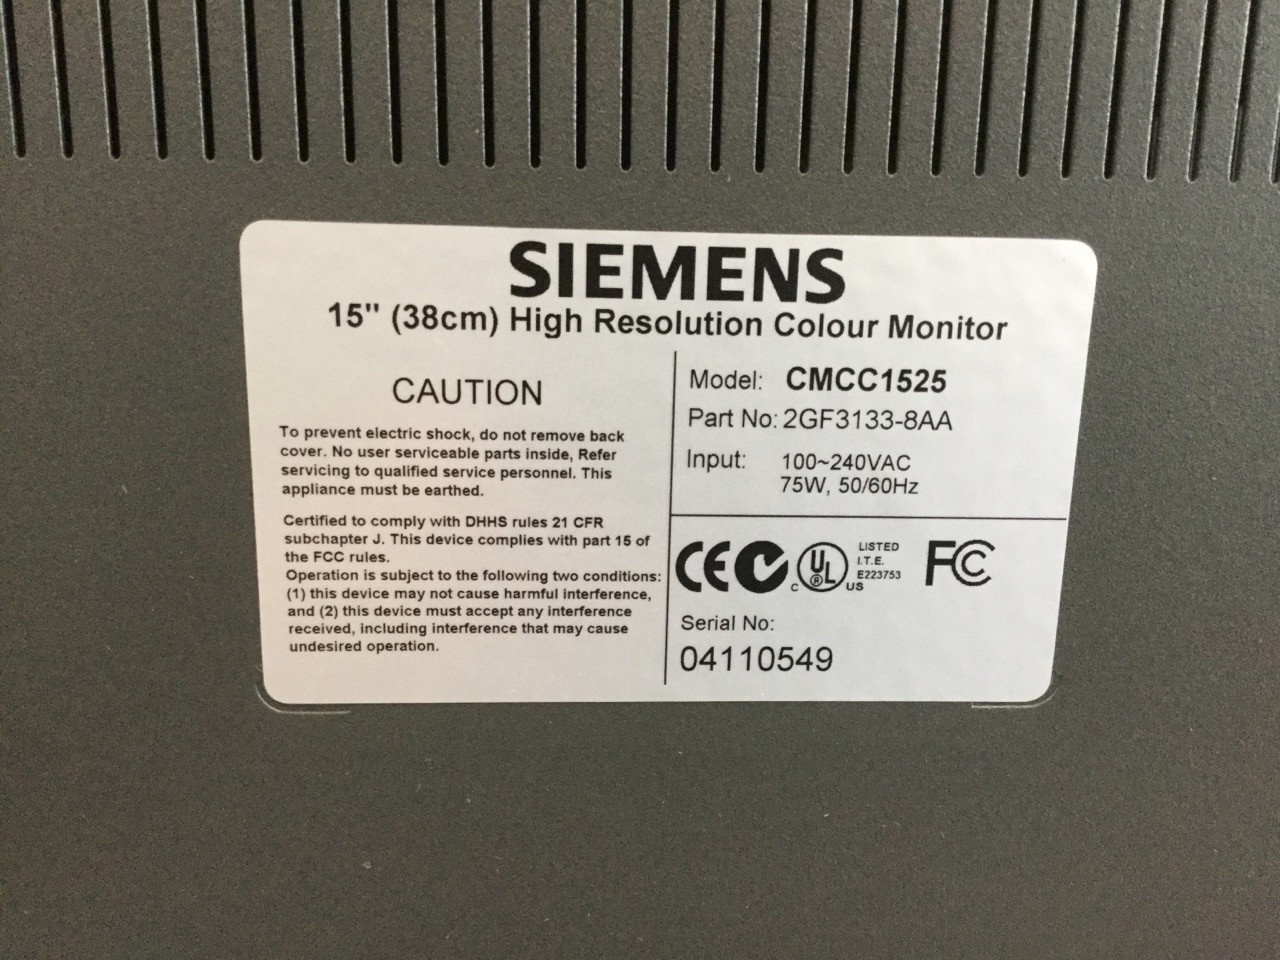 SIEMENS
15" (38cm) High Resolution Colour Monitor
CAUTION
To prevent electric shock, do not remove back
cover. No user serviceable parts inside, Refer
servicing to qualified service personnel. This
appliance must be earthed.
Certified to comply with DHHS rules 21 CFR
subchapter J. This device complies with part 15 of
the FCC rules.
Operation is subject to the following two conditions:
(1) this device may not cause harmful interference,
and (2) this device must accept any interference
received, including interference that may cause
undesired operation.
Model: CMCC1525
Part No: 2GF3133-8AA
Input: 100~240VAC
75W, 50/60Hz
CE C UL ® US LISTED
I.T.E.
E223753
FC
Serial No:
04110549